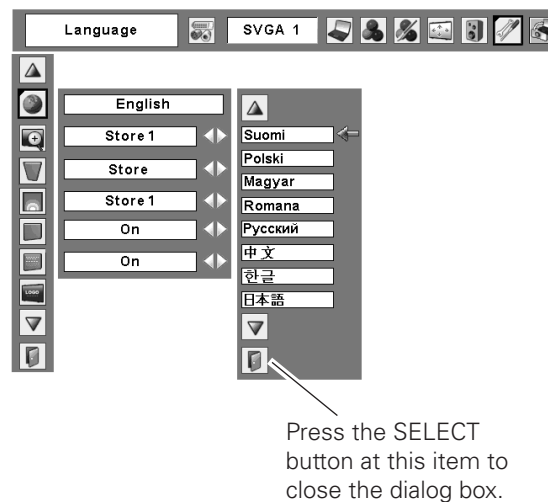 Language
SVGA 1
English
Store 1
Store
Store 1
On
On
LOGO
Suomi
Polski
Magyar
Romana
Русский
中文
한글
日本語
Press the SELECT
button at this item to
close the dialog box.